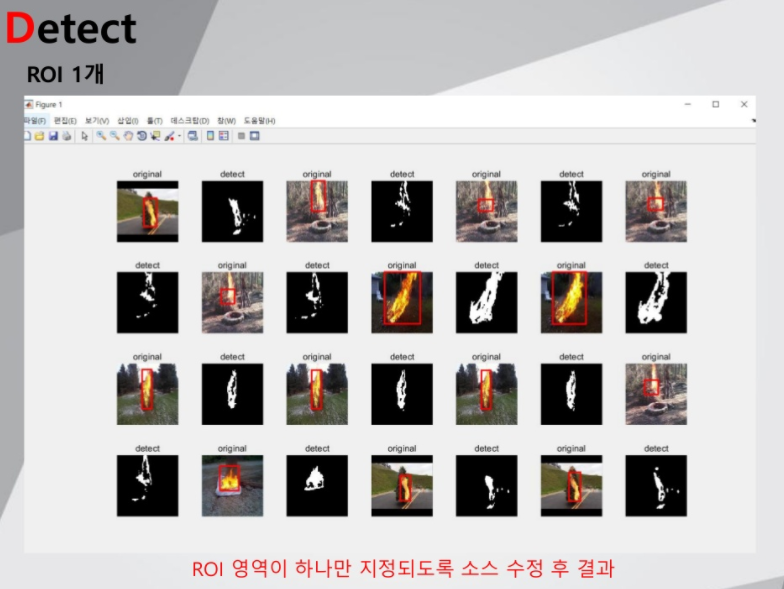 Detect
ROI 1개
Figure 1
파일(F) 편집(E) 보기(V) 삽입(I) 툴(T) 데스크탑(D) 창(W) 도움말(H)
original detect original detect original detect original
detect original detect original detect original detect
original detect original detect original detect original
detect original detect original detect original detect
ROI 영역이 하나만 지정되도록 소스 수정 후 결과